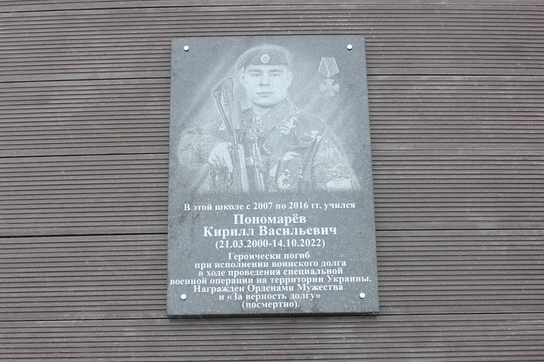 В этой школе с 2007 по 2016 гг. учился
Пономарёв
Кирилл Васильевич
(21.03.2000-14.10.2022)
Героически погиб
при исполнении воинского долга
в ходе проведения специальной
военной операции на территории Украины.
Награжден Орденами Мужества
и «За верность долгу»
(посмертно).